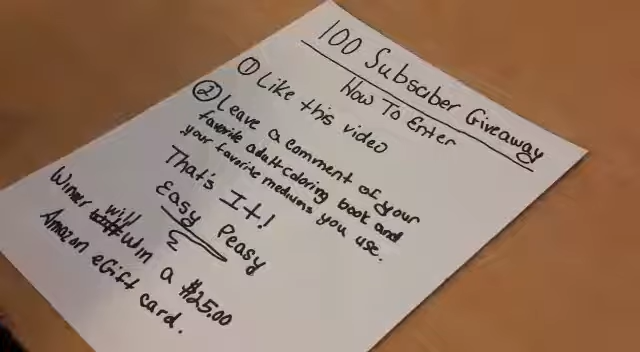 100 Subscriber Giveaway
How To Enter
① Like this video
② Leave a comment of your
favorite adult coloring book and
your favorite mediums you use.
That's It!
Easy Peasy
Winner will win a $25.00
Amazon eGift card.